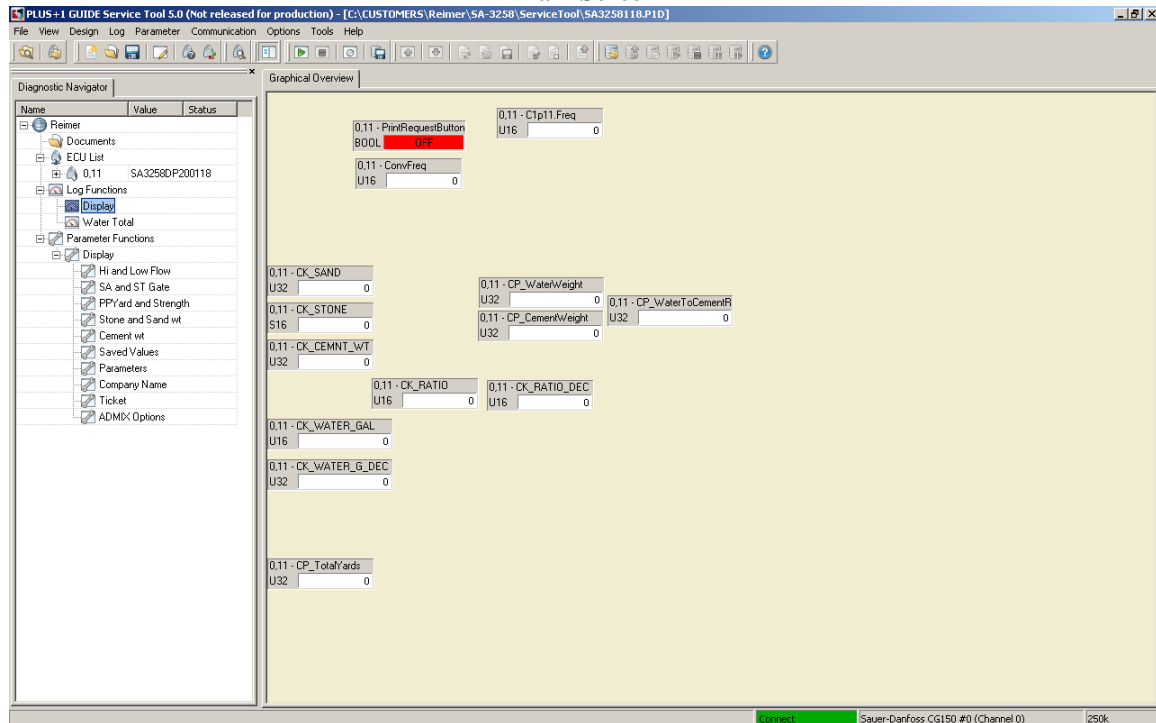 PLUS+1 GUIDE Service Tool 5.0 (Not released for production) - [C:\CUSTOMERS\Reimer\SA-3258\ServiceTool\SA3258118.P1D]
File View Design Log Parameter Communication Options Tools Help
Diagnostic Navigator
Name Value Status
Reimer
Documents
ECU List
0,11 SA3258DP200118
Log Functions
Display
Water Total
Parameter Functions
Display
Hi and Low Flow
SA and ST Gate
PPYard and Strength
Stone and Sand wt
Cement wt
Saved Values
Parameters
Company Name
Ticket
ADMIX Options
Graphical Overview
0,11 - C1p11.Freq
U16 0
0,11 - PrintRequestButton
BOOL OFF
0,11 - ConvFreq
U16 0
0,11 - CK_SAND
U32 0
0,11 - CP_WaterWeight
U32 0
0,11 - CP_WaterToCementR
U32 0
0,11 - CK_STONE
S16 0
0,11 - CP_CementWeight
U32 0
0,11 - CK_CEMNT_WT
U32 0
0,11 - CK_RATIO
U16 0
0,11 - CK_RATIO_DEC
U16 0
0,11 - CK_WATER_GAL
U16 0
0,11 - CK_WATER_G_DEC
U32 0
0,11 - CP_TotalYards
U32 0
Connect Sauer-Danfoss CG150 #0 (Channel 0) 250k